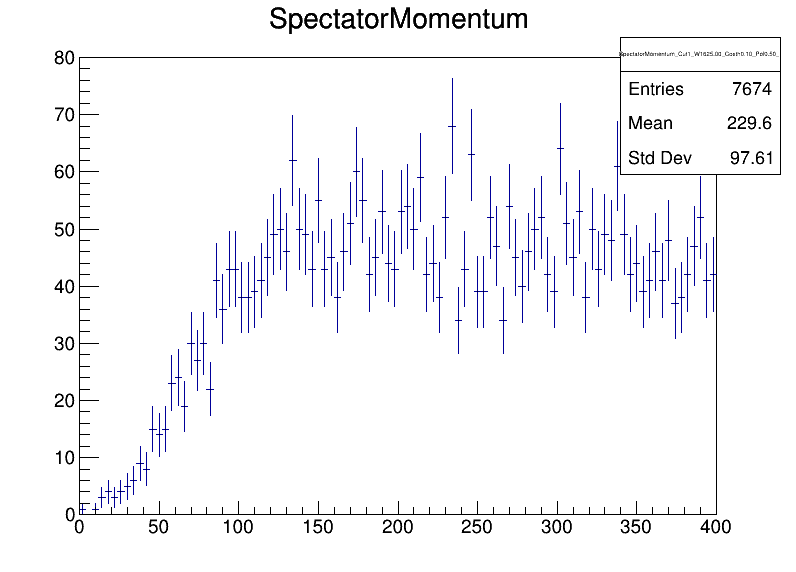 SpectatorMomentum
SpectatorMomentum_Cut1_W1625.00_Costh0.10_Pol0.50_
Entries 7674
Mean 229.6
Std Dev 97.61
80
70
60
50
40
30
20
10
0
0 50 100 150 200 250 300 350 400